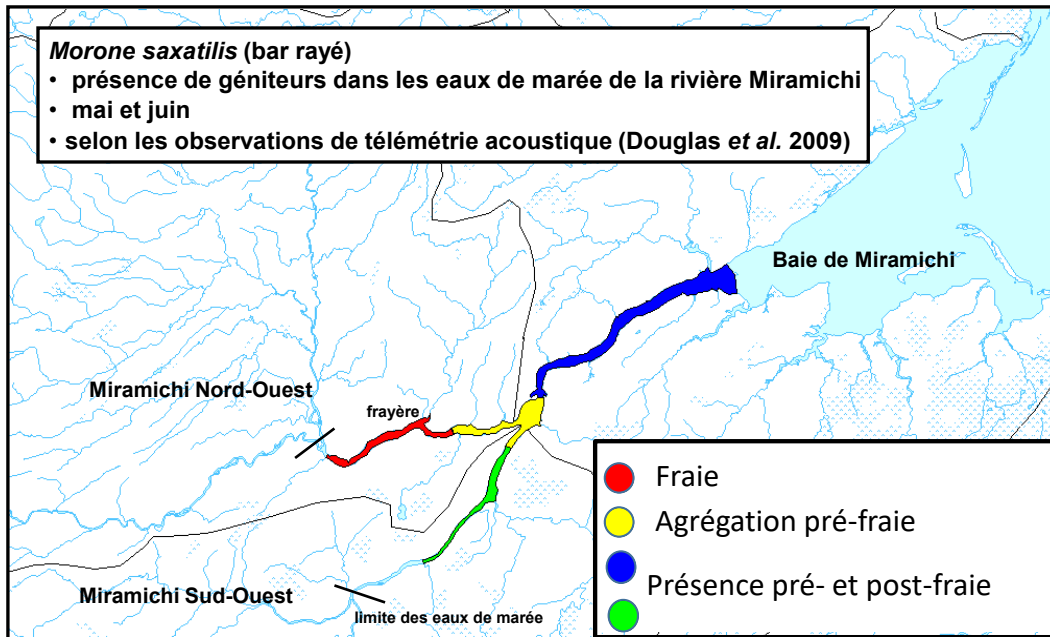 Morone saxatilis (bar rayé)
• présence de géniteurs dans les eaux de marée de la rivière Miramichi
• mai et juin
• selon les observations de télémétrie acoustique (Douglas et al. 2009)
Baie de Miramichi
Miramichi Nord-Ouest
frayère
Fraie
Agrégation pré-fraie
Présence pré- et post-fraie
Miramichi Sud-Ouest
limite des eaux de marée